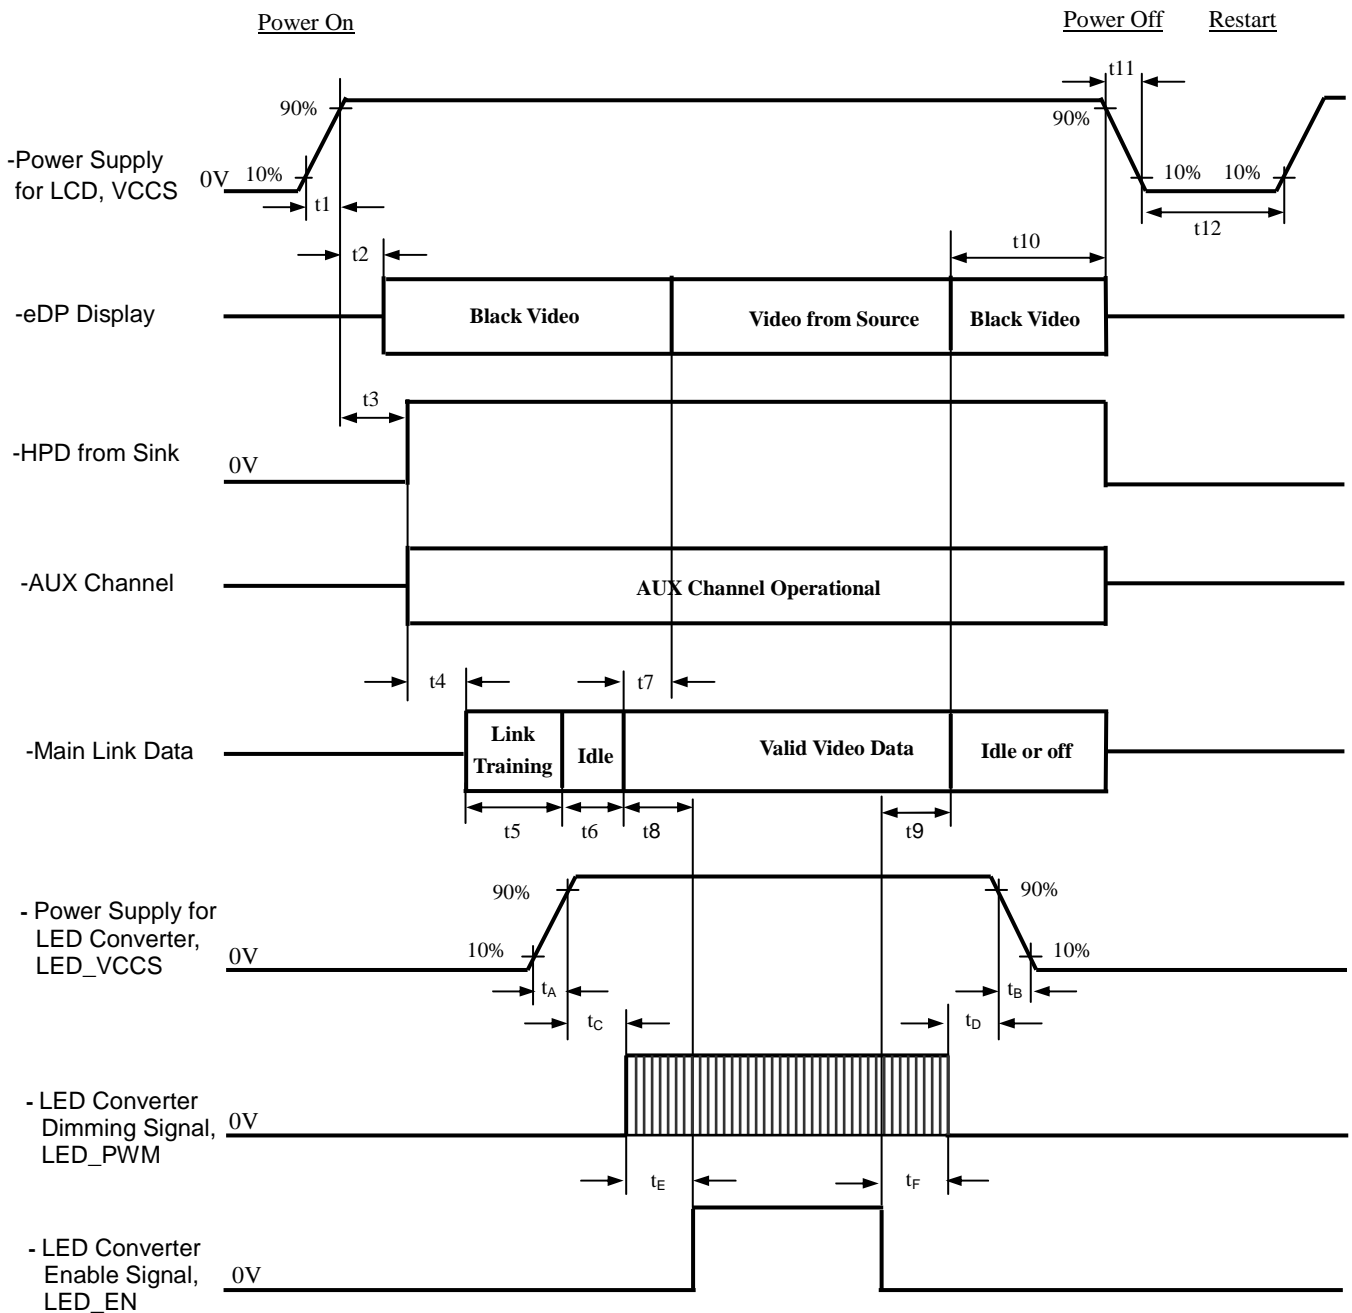 Power On
Power Off
Restart
t11
90%
90%
-Power Supply
for LCD, VCCS
0V
10%
10%
10%
t1
t12
t2
t10
-eDP Display
Black Video
Video from Source
Black Video
t3
-HPD from Sink
0V
-AUX Channel
AUX Channel Operational
t4
t7
-Main Link Data
Link
Training
Idle
Valid Video Data
Idle or off
t5
t6
t8
t9
90%
90%
- Power Supply for
LED Converter,
LED_VCCS
0V
10%
10%
tA
tB
tC
tD
- LED Converter
Dimming Signal,
LED_PWM
0V
tE
tF
- LED Converter
Enable Signal,
LED_EN
0V